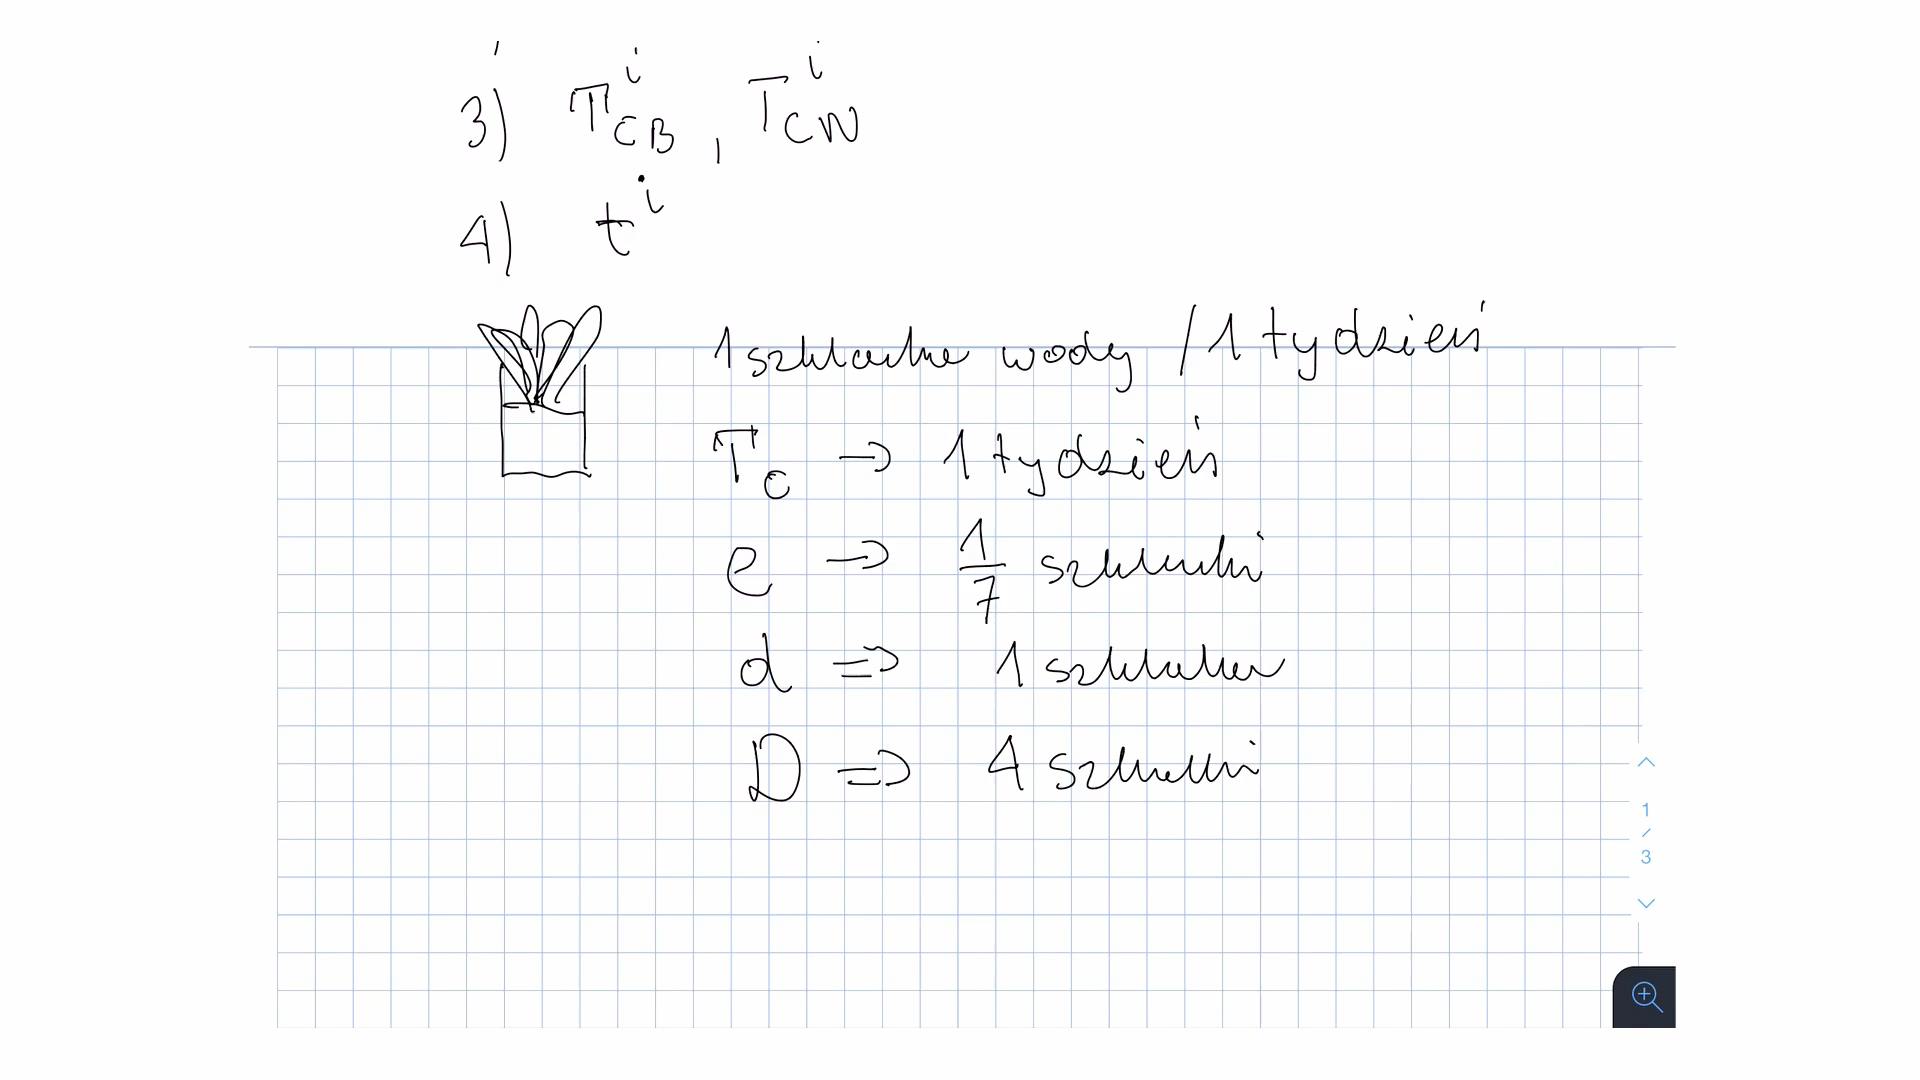 3) T^i_CB , T^i_CW
4) t^i
1 szklanka wody / 1 tydzień
T_c → 1 tydzień
e → 1/7 szklanki
d ⇒ 1 szklanka
D ⇒ 4 szklanki
1
/
3